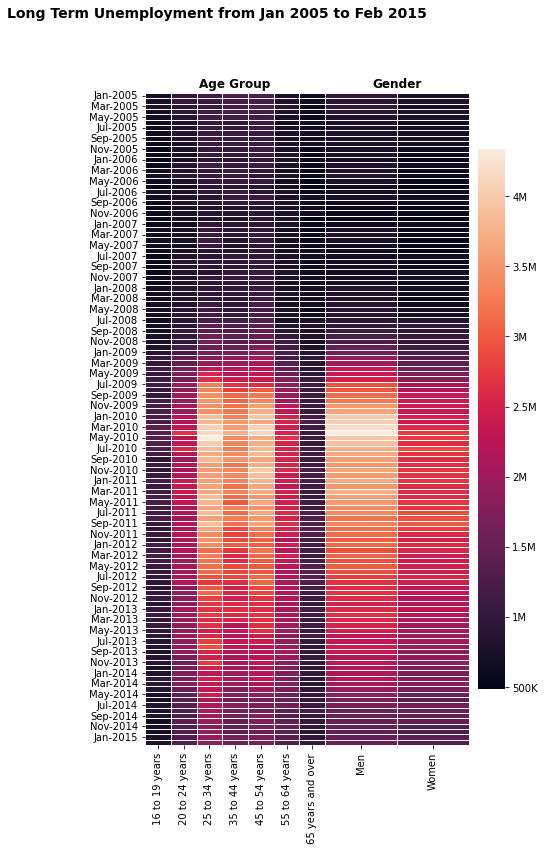 Long Term Unemployment from Jan 2005 to Feb 2015
Age Group
Gender
Jan-2005
Mar-2005
May-2005
Jul-2005
Sep-2005
Nov-2005
Jan-2006
Mar-2006
May-2006
Jul-2006
Sep-2006
Nov-2006
Jan-2007
Mar-2007
May-2007
Jul-2007
Sep-2007
Nov-2007
Jan-2008
Mar-2008
May-2008
Jul-2008
Sep-2008
Nov-2008
Jan-2009
Mar-2009
May-2009
Jul-2009
Sep-2009
Nov-2009
Jan-2010
Mar-2010
May-2010
Jul-2010
Sep-2010
Nov-2010
Jan-2011
Mar-2011
May-2011
Jul-2011
Sep-2011
Nov-2011
Jan-2012
Mar-2012
May-2012
Jul-2012
Sep-2012
Nov-2012
Jan-2013
Mar-2013
May-2013
Jul-2013
Sep-2013
Nov-2013
Jan-2014
Mar-2014
May-2014
Jul-2014
Sep-2014
Nov-2014
Jan-2015
16 to 19 years
20 to 24 years
25 to 34 years
35 to 44 years
45 to 54 years
55 to 64 years
65 years and over
Men
Women
4M
3.5M
3M
2.5M
2M
1.5M
1M
500K